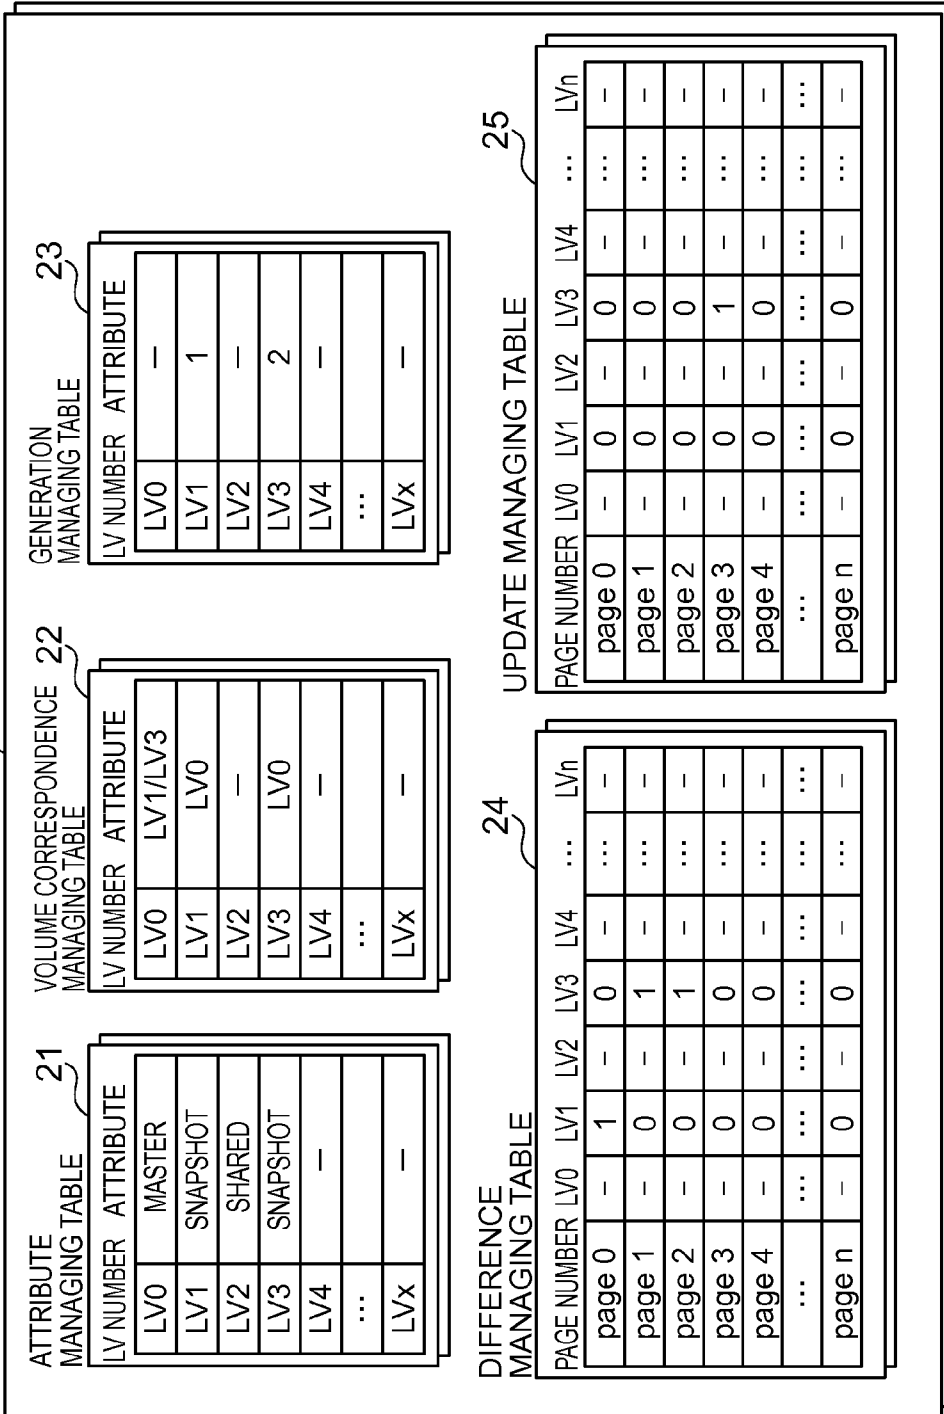 ATTRIBUTE
MANAGING TABLE
21
LV NUMBER ATTRIBUTE
LV0 MASTER
LV1 SNAPSHOT
LV2 SHARED
LV3 SNAPSHOT
LV4 –
...
LVx –
VOLUME CORRESPONDENCE
MANAGING TABLE
22
LV NUMBER ATTRIBUTE
LV0 LV1/LV3
LV1 LV0
LV2 –
LV3 LV0
LV4 –
...
LVx –
GENERATION
MANAGING TABLE
23
LV NUMBER ATTRIBUTE
LV0 –
LV1 1
LV2 –
LV3 2
LV4 –
...
LVx –
DIFFERENCE
MANAGING TABLE
24
PAGE NUMBER LV0 LV1 LV2 LV3 LV4 ... LVn
page 0 – 1 – 0 – ... –
page 1 – 0 – 1 – ... –
page 2 – 0 – 1 – ... –
page 3 – 0 – 0 – ... –
page 4 – 0 – 0 – ... –
... ... ... ... ... ... ... ...
page n – 0 – 0 – ... –
UPDATE MANAGING TABLE
25
PAGE NUMBER LV0 LV1 LV2 LV3 LV4 ... LVn
page 0 – 0 – 0 – ... –
page 1 – 0 – 0 – ... –
page 2 – 0 – 0 – ... –
page 3 – 0 – 1 – ... –
page 4 – 0 – 0 – ... –
... ... ... ... ... ... ... ...
page n – 0 – 0 – ... –